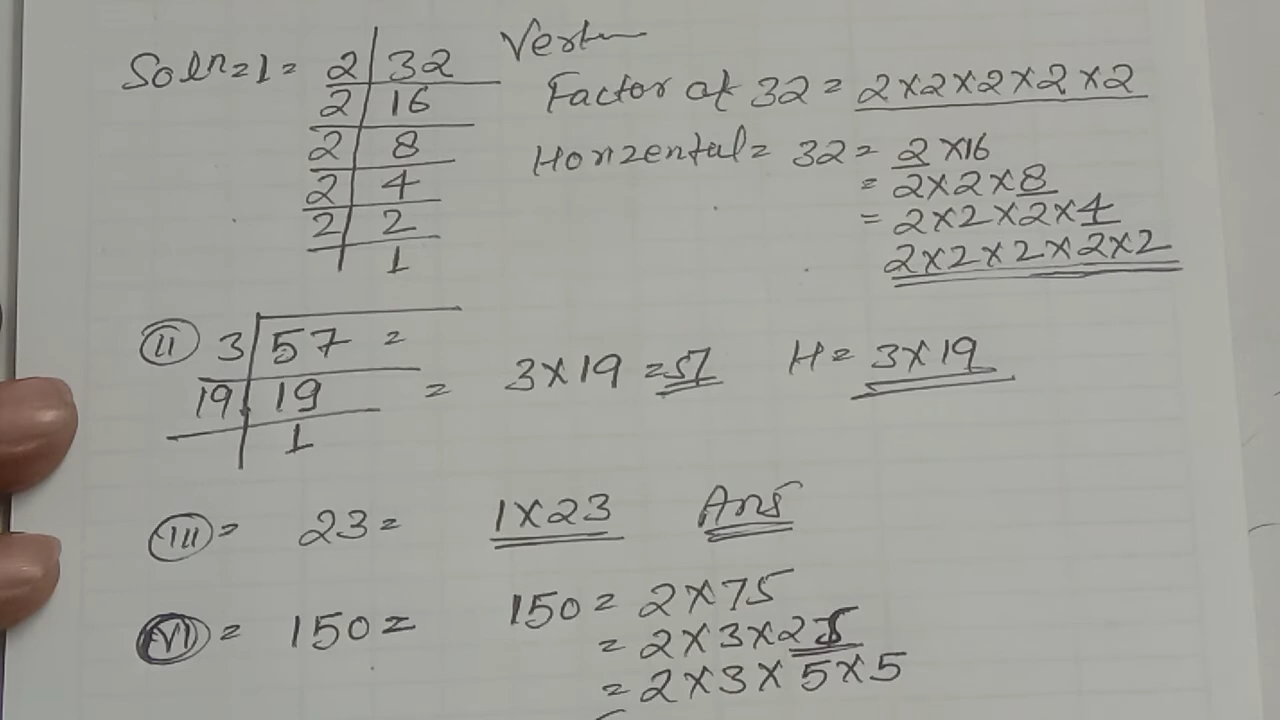 Soln=1= 2 32 Vert
2 16 Factor of 32 = 2×2×2×2×2
2 8 Honzental = 32 = 2×16
2 4 = 2×2×8
2 2 = 2×2×2×4
1 2×2×2×2×2
II 3 57 =
19 19 = 3×19 = 57 H = 3×19
1
III = 23 = 1×23 Ans
VI = 150 = 150 = 2×75
= 2×3×25
= 2×3×5×5